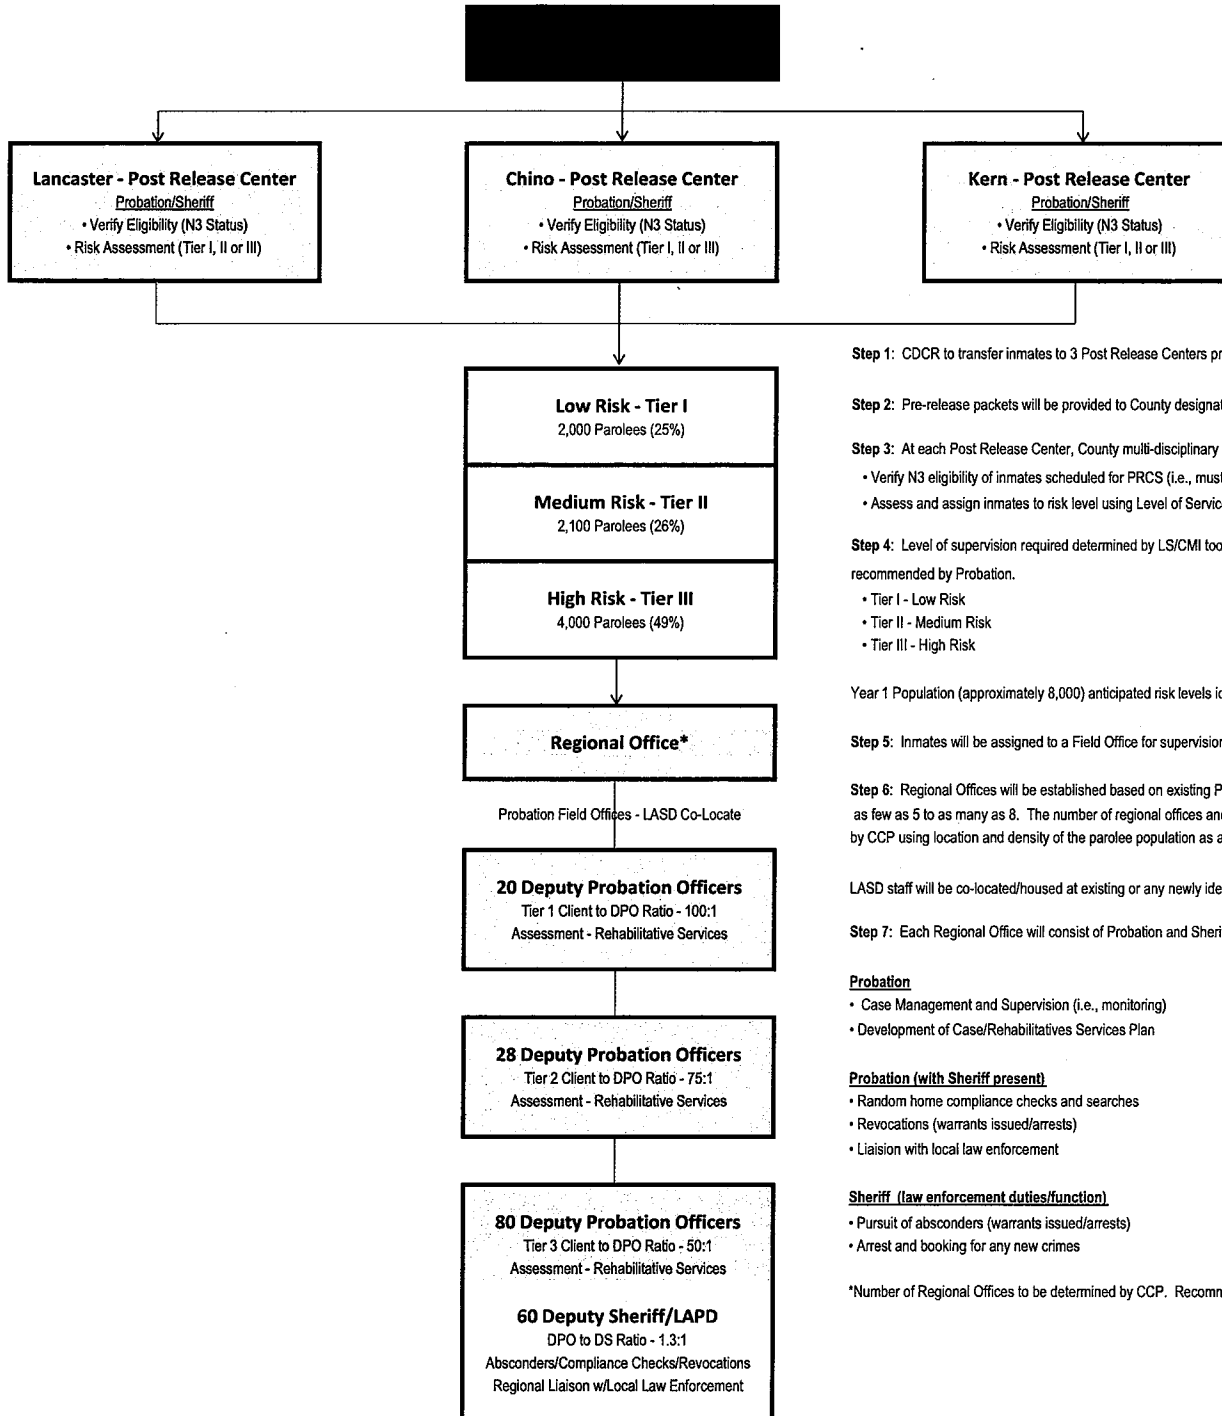 Lancaster - Post Release Center
Probation/Sheriff
• Verify Eligibility (N3 Status)
• Risk Assessment (Tier I, II or III)
Chino - Post Release Center
Probation/Sheriff
• Verify Eligibility (N3 Status)
• Risk Assessment (Tier I, II or III)
Kern - Post Release Center
Probation/Sheriff
• Verify Eligibility (N3 Status)
• Risk Assessment (Tier I, II or III)
Low Risk - Tier I
2,000 Parolees (25%)
Medium Risk - Tier II
2,100 Parolees (26%)
High Risk - Tier III
4,000 Parolees (49%)
Regional Office*
Probation Field Offices - LASD Co-Locate
20 Deputy Probation Officers
Tier 1 Client to DPO Ratio - 100:1
Assessment - Rehabilitative Services
28 Deputy Probation Officers
Tier 2 Client to DPO Ratio - 75:1
Assessment - Rehabilitative Services
80 Deputy Probation Officers
Tier 3 Client to DPO Ratio - 50:1
Assessment - Rehabilitative Services
60 Deputy Sheriff/LAPD
DPO to DS Ratio - 1.3:1
Absconders/Compliance Checks/Revocations
Regional Liaison w/Local Law Enforcement
Step 1: CDCR to transfer inmates to 3 Post Release Centers
Step 2: Pre-release packets will be provided to County
Step 3: At each Post Release Center, County multi-disciplinary
• Verify N3 eligibility of inmates scheduled for PRCS (i.e., must
• Assess and assign inmates to risk level using Level of
Step 4: Level of supervision required determined by LS/CMI
recommended by Probation.
• Tier I - Low Risk
• Tier II - Medium Risk
• Tier III - High Risk
Year 1 Population (approximately 8,000) anticipated risk levels
Step 5: Inmates will be assigned to a Field Office for supervision
Step 6: Regional Offices will be established based on existing
as few as 5 to as many as 8. The number of regional offices and
by CCP using location and density of the parolee population as a
LASD staff will be co-located/housed at existing or any newly
Step 7: Each Regional Office will consist of Probation and
Probation
• Case Management and Supervision (i.e., monitoring)
• Development of Case/Rehabilitatives Services Plan
Probation (with Sheriff present)
• Random home compliance checks and searches
• Revocations (warrants issued/arrests)
• Liaison with local law enforcement
Sheriff (law enforcement duties/function)
• Pursuit of absconders (warrants issued/arrests)
• Arrest and booking for any new crimes
*Number of Regional Offices to be determined by CCP.